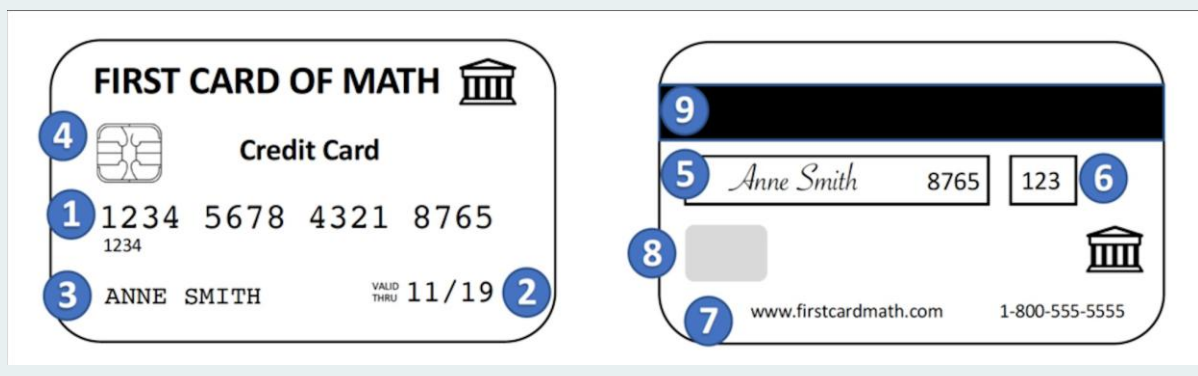 FIRST CARD OF MATH
4
Credit Card
1 1234 5678 4321 8765
1234
3 ANNE SMITH VALID THRU 11/19 2
9
5 Anne Smith 8765 123 6
8
7 www.firstcardmath.com 1-800-555-5555